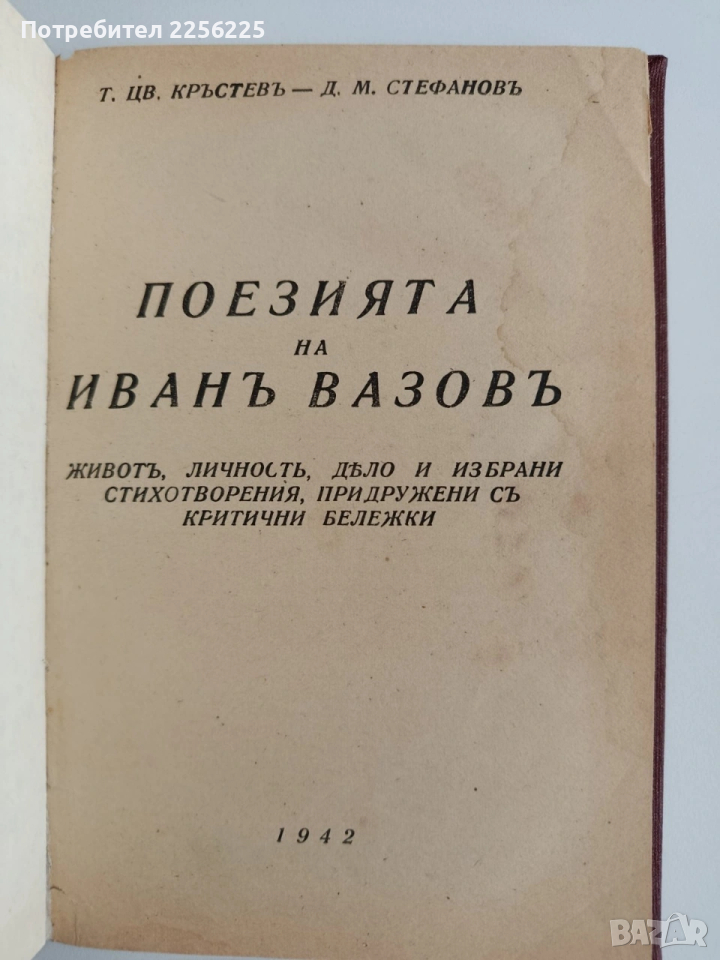 Потребител 2256225
Т. ЦВ. КРЪСТЕВЪ — Д. М. СТЕФАНОВЪ
ПОЕЗИЯТА
НА
ИВАНЪ ВАЗОВЪ
ЖИВОТЪ, ЛИЧНОСТЬ, ДѢЛО И ИЗБРАНИ
СТИХОТВОРЕНИЯ, ПРИДРУЖЕНИ СЪ
КРИТИЧНИ БЕЛЕЖКИ
1942
BAZAR